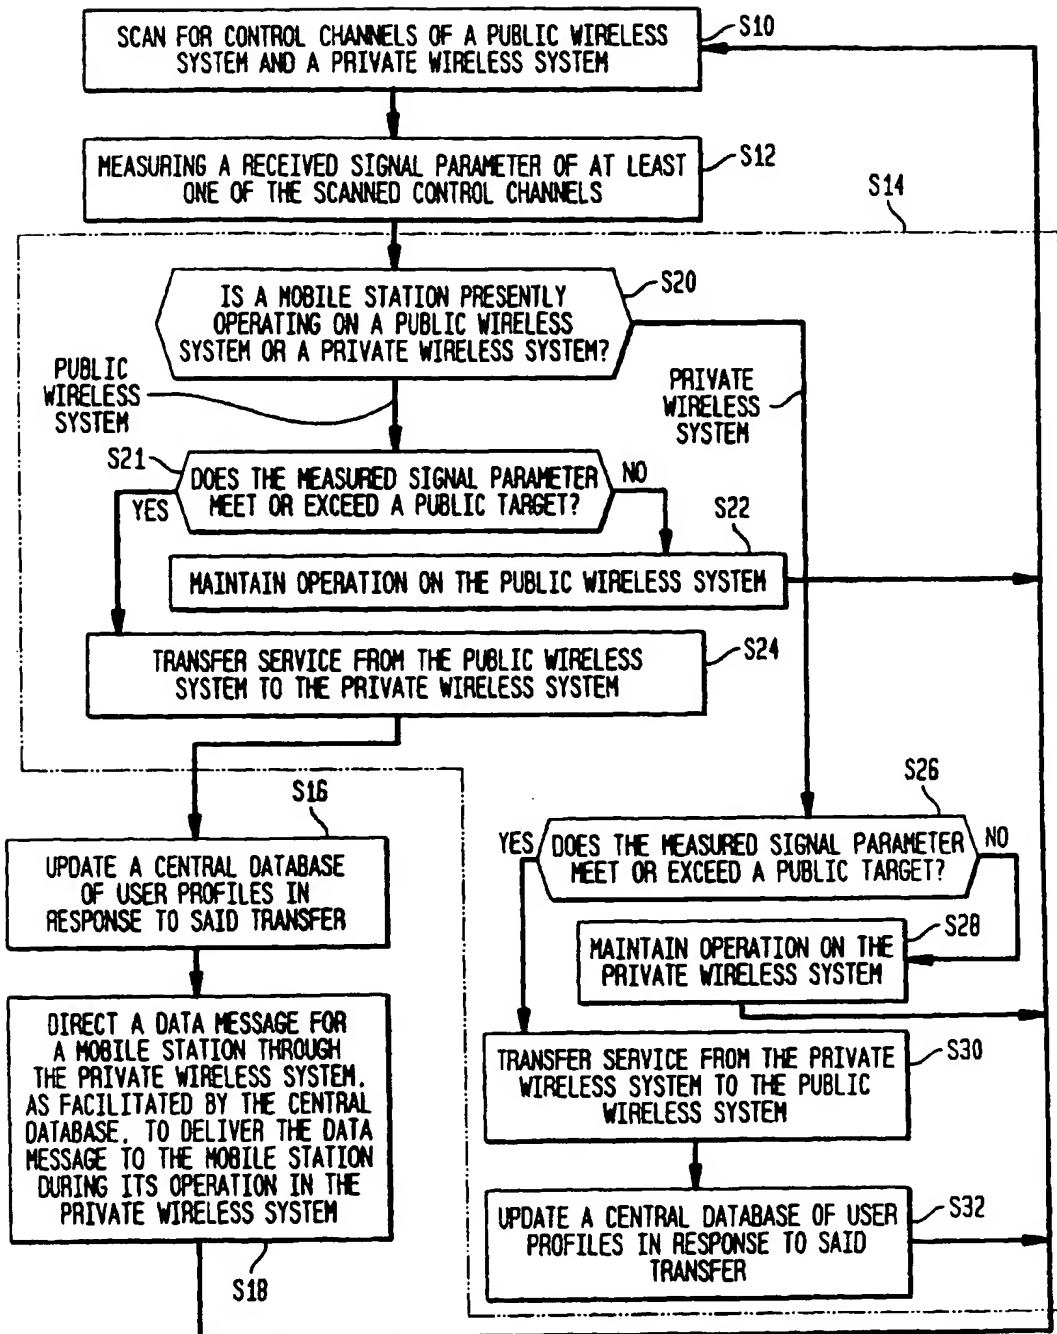 SCAN FOR CONTROL CHANNELS OF A PUBLIC WIRELESS
SYSTEM AND A PRIVATE WIRELESS SYSTEM
S10
MEASURING A RECEIVED SIGNAL PARAMETER OF AT LEAST
ONE OF THE SCANNED CONTROL CHANNELS
S12
S14
IS A MOBILE STATION PRESENTLY
OPERATING ON A PUBLIC WIRELESS
SYSTEM OR A PRIVATE WIRELESS SYSTEM?
S20
PUBLIC
WIRELESS
SYSTEM
PRIVATE
WIRELESS
SYSTEM
S21
DOES THE MEASURED SIGNAL PARAMETER
MEET OR EXCEED A PUBLIC TARGET?
YES
NO
S22
MAINTAIN OPERATION ON THE PUBLIC WIRELESS SYSTEM
TRANSFER SERVICE FROM THE PUBLIC WIRELESS
SYSTEM TO THE PRIVATE WIRELESS SYSTEM
S24
S16
UPDATE A CENTRAL DATABASE
OF USER PROFILES IN
RESPONSE TO SAID TRANSFER
DIRECT A DATA MESSAGE FOR
A MOBILE STATION THROUGH
THE PRIVATE WIRELESS SYSTEM,
AS FACILITATED BY THE CENTRAL
DATABASE, TO DELIVER THE DATA
MESSAGE TO THE MOBILE STATION
DURING ITS OPERATION IN THE
PRIVATE WIRELESS SYSTEM
S18
S26
YES
DOES THE MEASURED SIGNAL PARAMETER
MEET OR EXCEED A PUBLIC TARGET?
NO
S28
MAINTAIN OPERATION ON THE
PRIVATE WIRELESS SYSTEM
TRANSFER SERVICE FROM THE PRIVATE
WIRELESS SYSTEM TO THE PUBLIC
WIRELESS SYSTEM
S30
UPDATE A CENTRAL DATABASE OF USER
PROFILES IN RESPONSE TO SAID
TRANSFER
S32